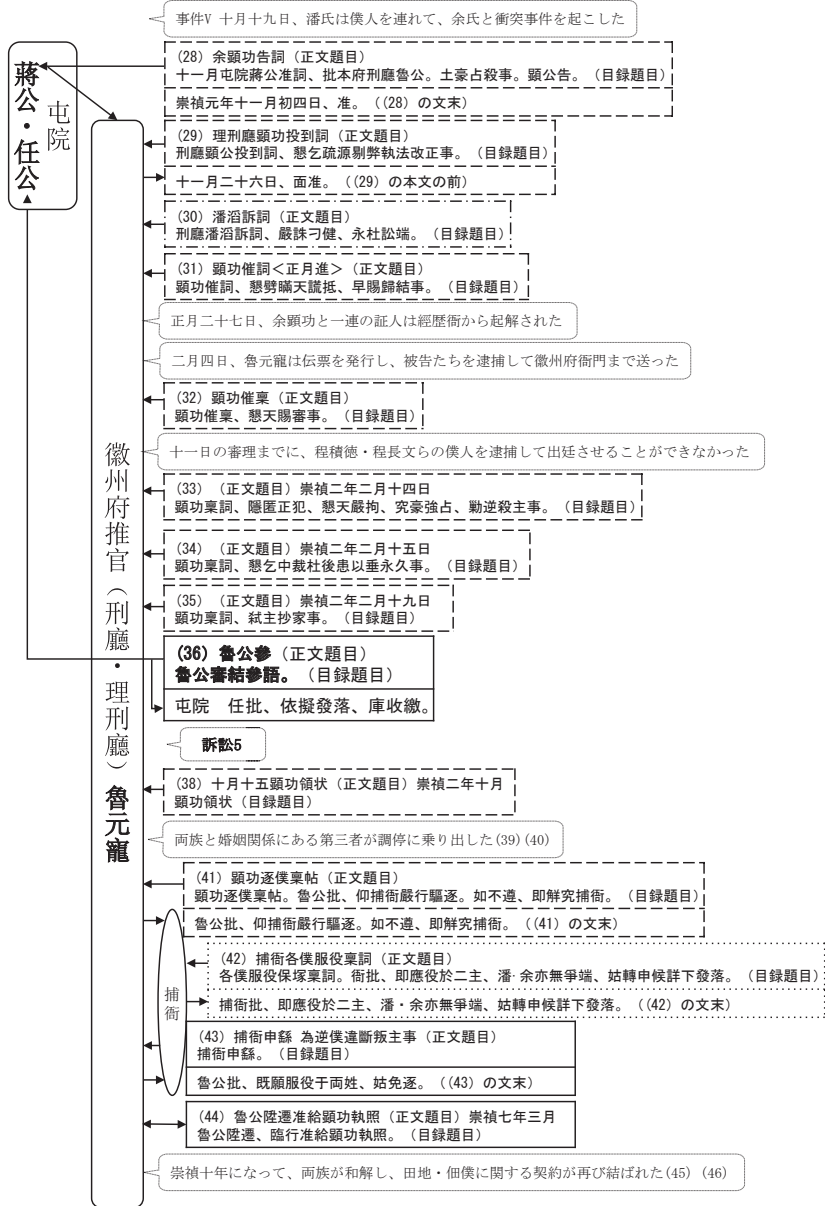 事件V 十月十九日、潘氏は僕人を連れて、余氏と衝突事件を起こした
屯院
蔣公・任公
(28) 余顕功告詞（正文題目）
十一月屯院蔣公准詞、批本府刑廳魯公。土豪占殺事。顕公告。（目録題目）
崇禎元年十一月初四日、准。（(28) の文末）
(29) 理刑廳顕功投到詞（正文題目）
刑廳顕公投到詞、懇乞疏源剔弊執法改正事。（目録題目）
十一月二十六日、面准。（(29) の本文の前）
(30) 潘滔訴詞（正文題目）
刑廳潘滔訴詞、嚴誅刁健、永杜訟端。（目録題目）
(31) 顕功催詞＜正月進＞（正文題目）
顕功催詞、懇劈瞞天謊抵、早賜歸結事。（目録題目）
正月二十七日、余顕功と一連の証人は經歷衙から起解された
二月四日、魯元寵は伝票を発行し、被告たちを逮捕して徽州府衙門まで送った
(32) 顕功催稟（正文題目）
顕功催稟、懇天賜審事。（目録題目）
十一日の審理までに、程積徳・程長文らの僕人を逮捕して出廷させることができなかった
徽州府推官（刑廳・理刑廳）魯元寵
(33) （正文題目）崇禎二年二月十四日
顕功稟詞、隱匿正犯、懇天嚴拘、究豪強占、勦逆殺主事。（目録題目）
(34) （正文題目）崇禎二年二月十五日
顕功稟詞、懇乞中裁杜後患以垂永久事。（目録題目）
(35) （正文題目）崇禎二年二月十九日
顕功稟詞、弑主抄家事。（目録題目）
(36) 魯公参（正文題目）
魯公審結参語。（目録題目）
屯院 任批、依擬發落、庫收繳。
訴訟5
(38) 十月十五顕功領状（正文題目）崇禎二年十月
顕功領状（目録題目）
両族と婚姻関係にある第三者が調停に乗り出した(39)(40)
(41) 顕功逐僕稟帖（正文題目）
顕功逐僕稟帖。魯公批、仰捕衙嚴行驅逐。如不遵、即解究捕衙。（目録題目）
魯公批、仰捕衙嚴行驅逐。如不遵、即解究捕衙。（(41) の文末）
捕衙
(42) 捕衙各僕服役稟詞（正文題目）
各僕服役保塚稟詞。衙批、即應役於二主、潘・余亦無爭端、姑轉申候詳下發落。（目録題目）
捕衙批、即應役於二主、潘・余亦無爭端、姑轉申候詳下發落。（(42) の文末）
(43) 捕衙申繇 為逆僕違斷叛主事（正文題目）
捕衙申繇。（目録題目）
魯公批、既願服役于両姓、姑免逐。（(43) の文末）
(44) 魯公陞遷准給顕功執照（正文題目）崇禎七年三月
魯公陞遷、臨行准給顕功執照。（目録題目）
崇禎十年になって、両族が和解し、田地・佃僕に関する契約が再び結ばれた(45) (46)